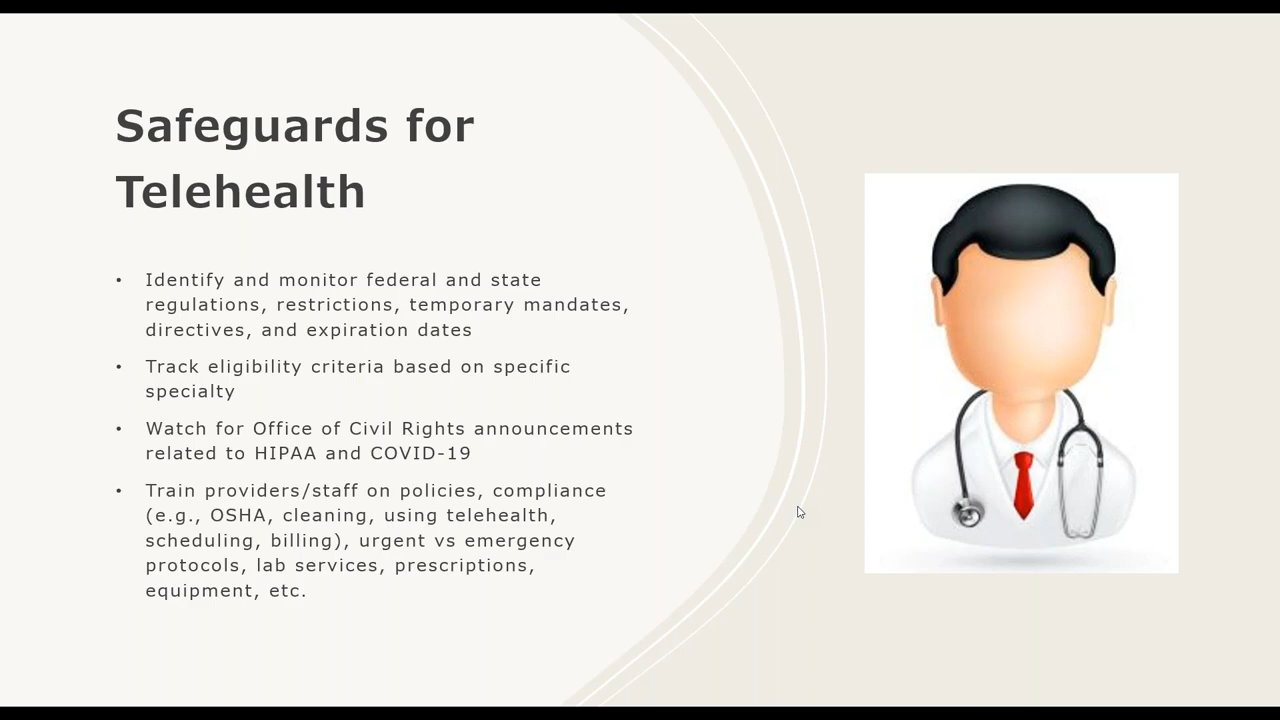 Safeguards for
Telehealth
• Identify and monitor federal and state
regulations, restrictions, temporary mandates,
directives, and expiration dates
• Track eligibility criteria based on specific
specialty
• Watch for Office of Civil Rights announcements
related to HIPAA and COVID-19
• Train providers/staff on policies, compliance
(e.g., OSHA, cleaning, using telehealth,
scheduling, billing), urgent vs emergency
protocols, lab services, prescriptions,
equipment, etc.